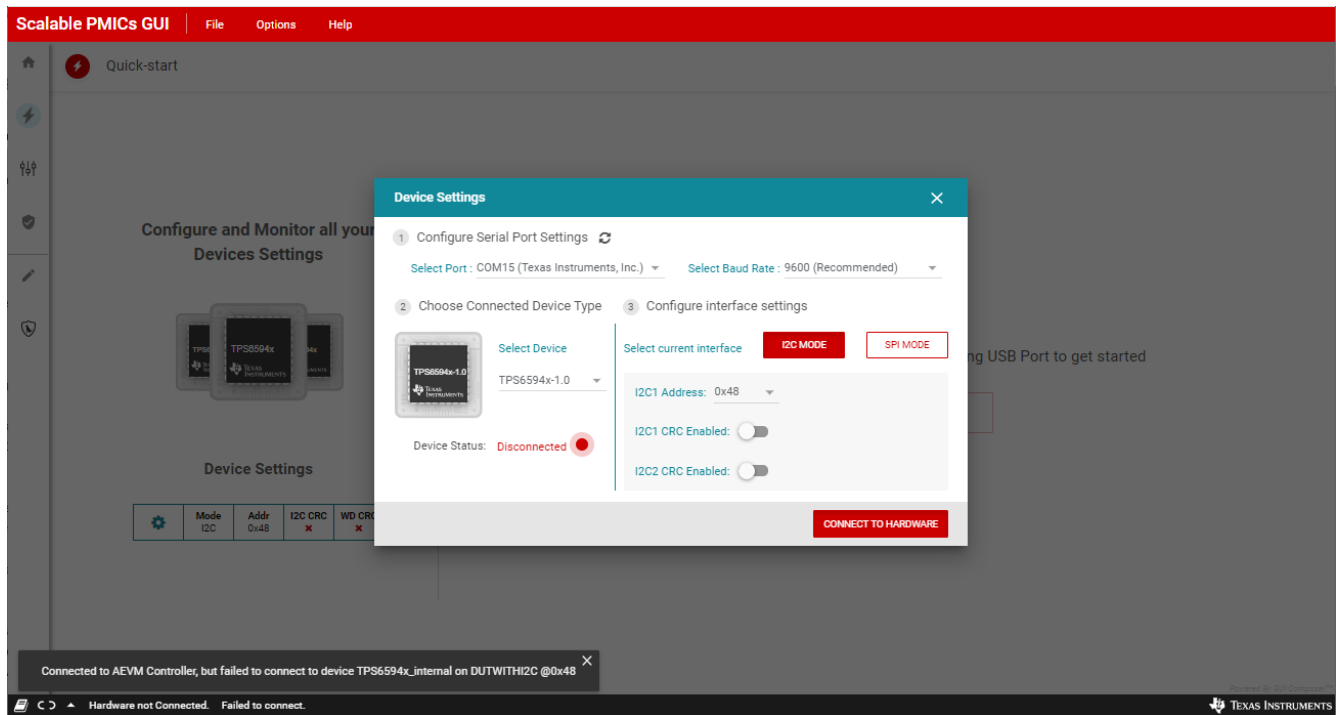 Scalable PMICs GUI File Options Help
Quick-start
Configure and Monitor all your
Devices Settings
TPS6594x
TEXAS
INSTRUMENTS
Device Settings
Mode Addr I2C CRC WD CRC
I2C 0x48
Device Settings
1 Configure Serial Port Settings
Select Port : COM15 (Texas Instruments, Inc.) Select Baud Rate : 9600 (Recommended)
2 Choose Connected Device Type 3 Configure interface settings
TPS6594x-1.0
TEXAS
INSTRUMENTS
Select Device
TPS6594x-1.0
Device Status: Disconnected
Select current interface I2C MODE SPI MODE
I2C1 Address: 0x48
I2C1 CRC Enabled:
I2C2 CRC Enabled:
CONNECT TO HARDWARE
ng USB Port to get started
Connected to AEVM Controller, but failed to connect to device TPS6594x_internal on DUTWITHI2C @0x48
Powered By GUI Composer™
Hardware not Connected. Failed to connect.
TEXAS INSTRUMENTS